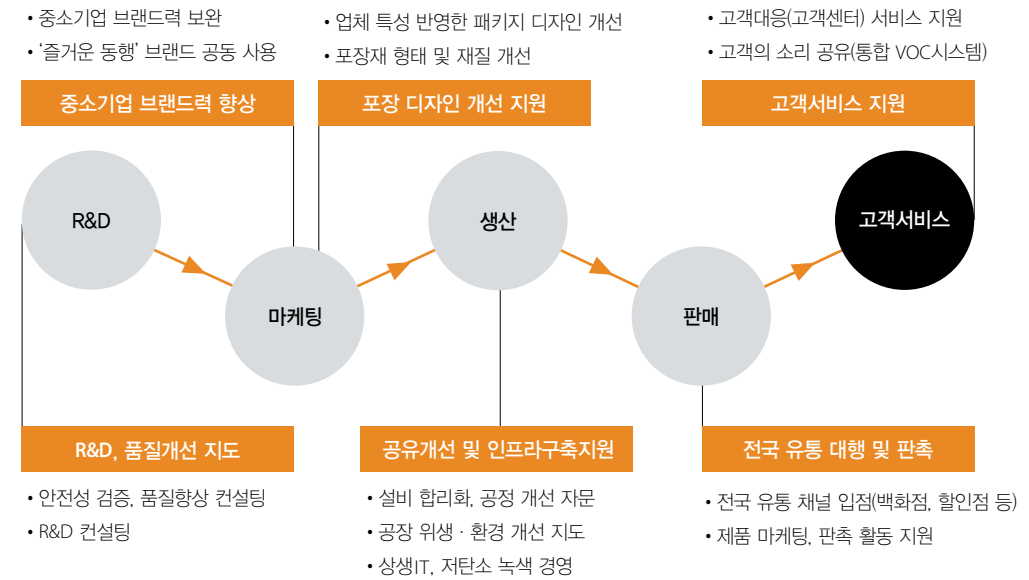 • 중소기업 브랜드력 보완
• ‘즐거운 동행’ 브랜드 공동 사용
중소기업 브랜드력 향상
• 업체 특성 반영한 패키지 디자인 개선
• 포장재 형태 및 재질 개선
포장 디자인 개선 지원
• 고객대응(고객센터) 서비스 지원
• 고객의 소리 공유(통합 VOC시스템)
고객서비스 지원
R&D
마케팅
생산
판매
고객서비스
R&D, 품질개선 지도
• 안전성 검증, 품질향상 컨설팅
• R&D 컨설팅
공유개선 및 인프라구축지원
• 설비 합리화, 공정 개선 자문
• 공장 위생 · 환경 개선 지도
• 상생IT, 저탄소 녹색 경영
전국 유통 대행 및 판촉
• 전국 유통 채널 입점(백화점, 할인점 등)
• 제품 마케팅, 판촉 활동 지원